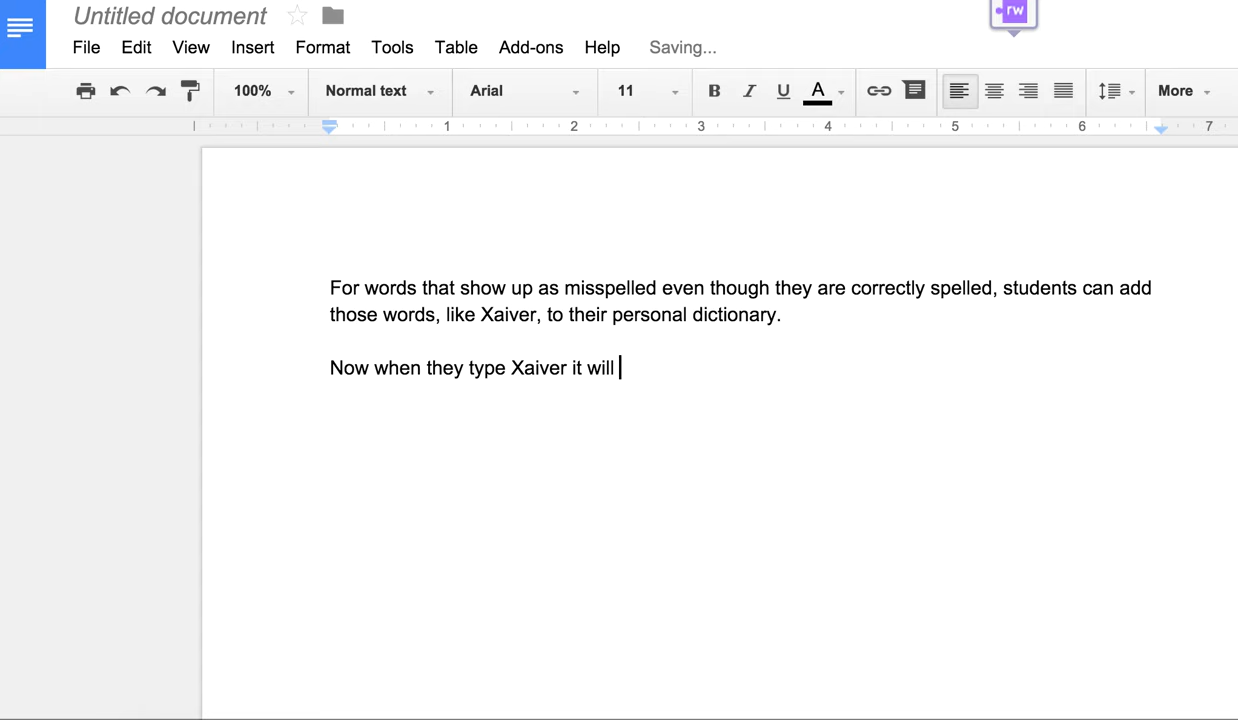 Untitled document
rw
File Edit View Insert Format Tools Table Add-ons Help Saving...
100% Normal text Arial 11 B I U A More
1 2 3 4 5 6 7
For words that show up as misspelled even though they are correctly spelled, students can add
those words, like Xaiver, to their personal dictionary.
Now when they type Xaiver it will